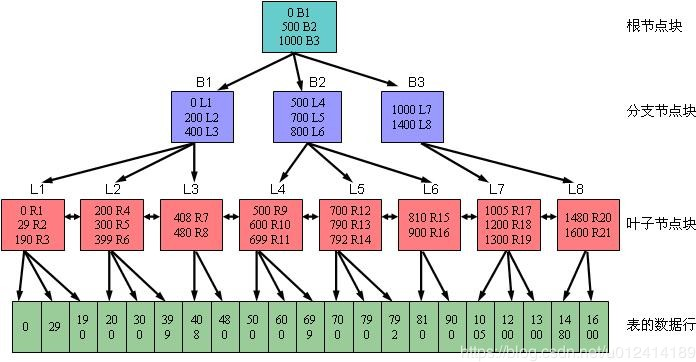 0 B1
500 B2
1000 B3
根节点块
B1
B2
B3
0 L1
200 L2
400 L3
500 L4
700 L5
800 L6
1000 L7
1400 L8
分支节点块
L1
L2
L3
L4
L5
L6
L7
L8
0 R1
29 R2
190 R3
200 R4
300 R5
399 R6
408 R7
480 R8
500 R9
600 R10
699 R11
700 R12
790 R13
792 R14
810 R15
900 R16
1005 R17
1200 R18
1300 R19
1480 R20
1600 R21
叶子节点块
0
29
19
0
20
0
30
0
39
9
40
8
48
0
50
0
60
0
69
9
70
0
79
0
79
2
81
0
90
0
10
05
12
00
13
00
14
80
16
00
表的数据行
https://blog.csdn.net/u012414189